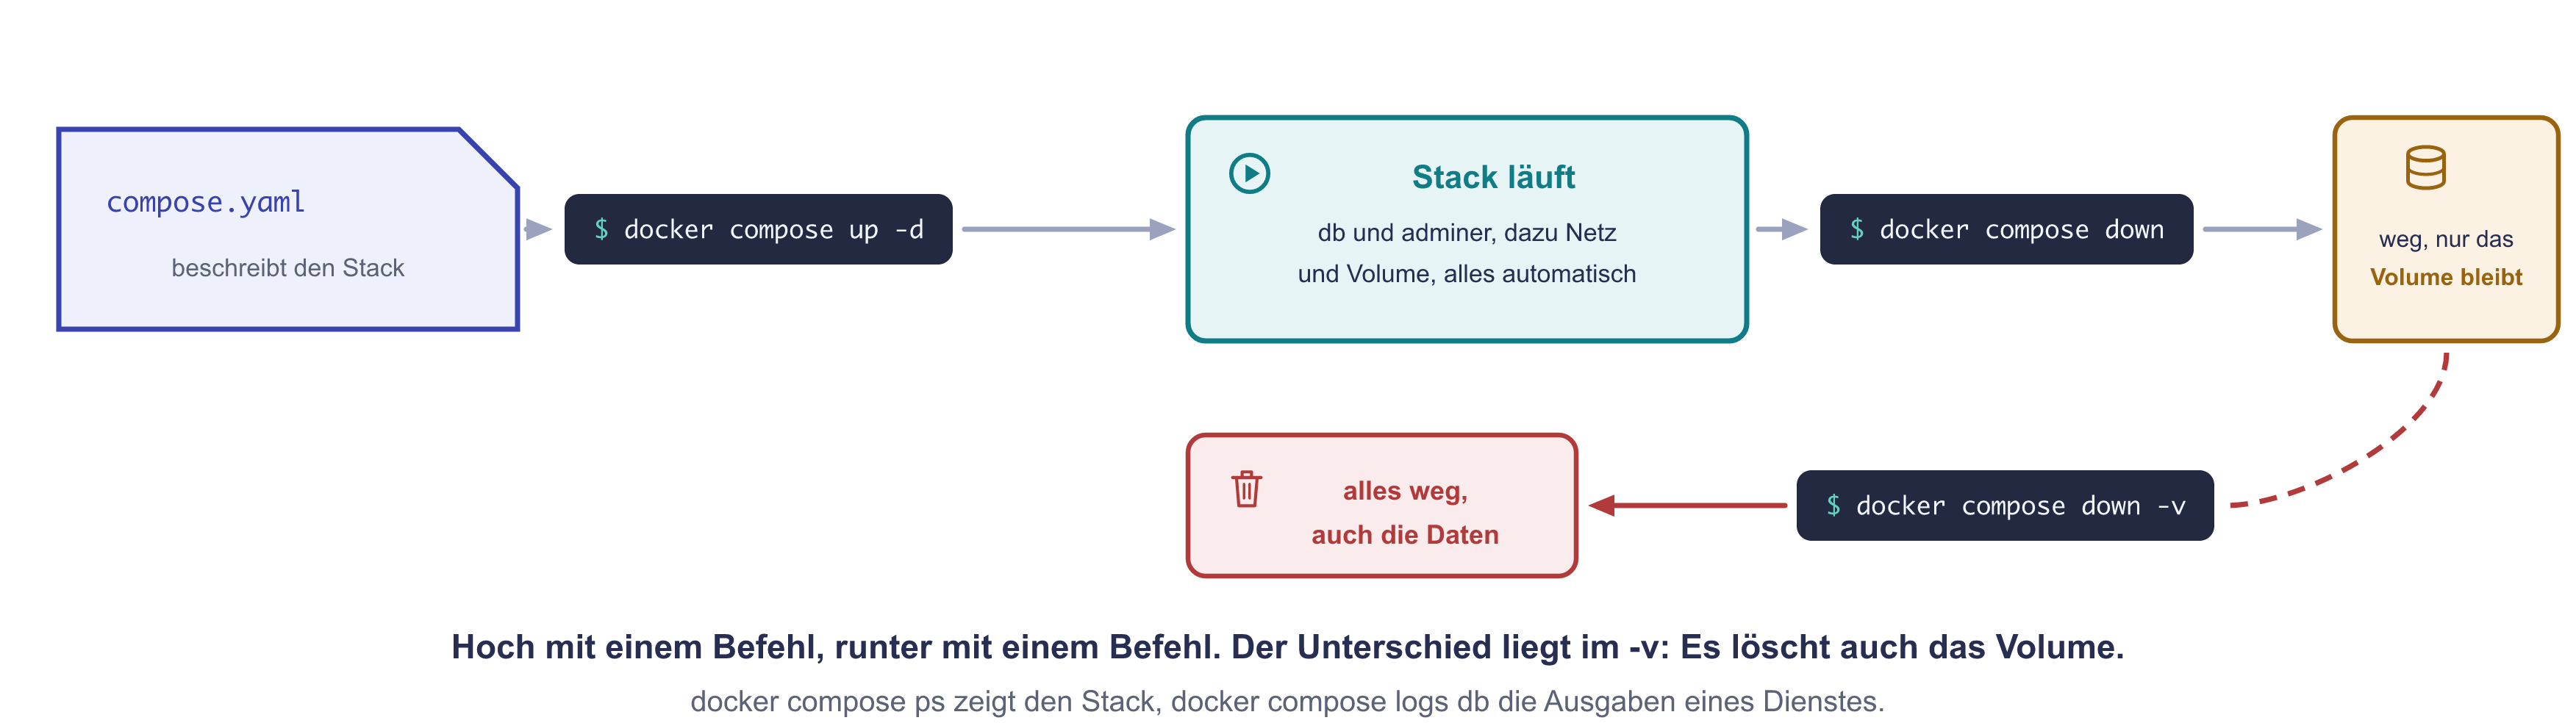 compose.yaml
beschreibt den Stack
$ docker compose up -d
Stack läuft
db und adminer, dazu Netz
und Volume, alles automatisch
$ docker compose down
weg, nur das
Volume bleibt
alles weg,
auch die Daten
$ docker compose down -v
Hoch mit einem Befehl, runter mit einem Befehl. Der Unterschied liegt im -v: Es löscht auch das Volume.
docker compose ps zeigt den Stack, docker compose logs db die Ausgaben eines Dienstes.